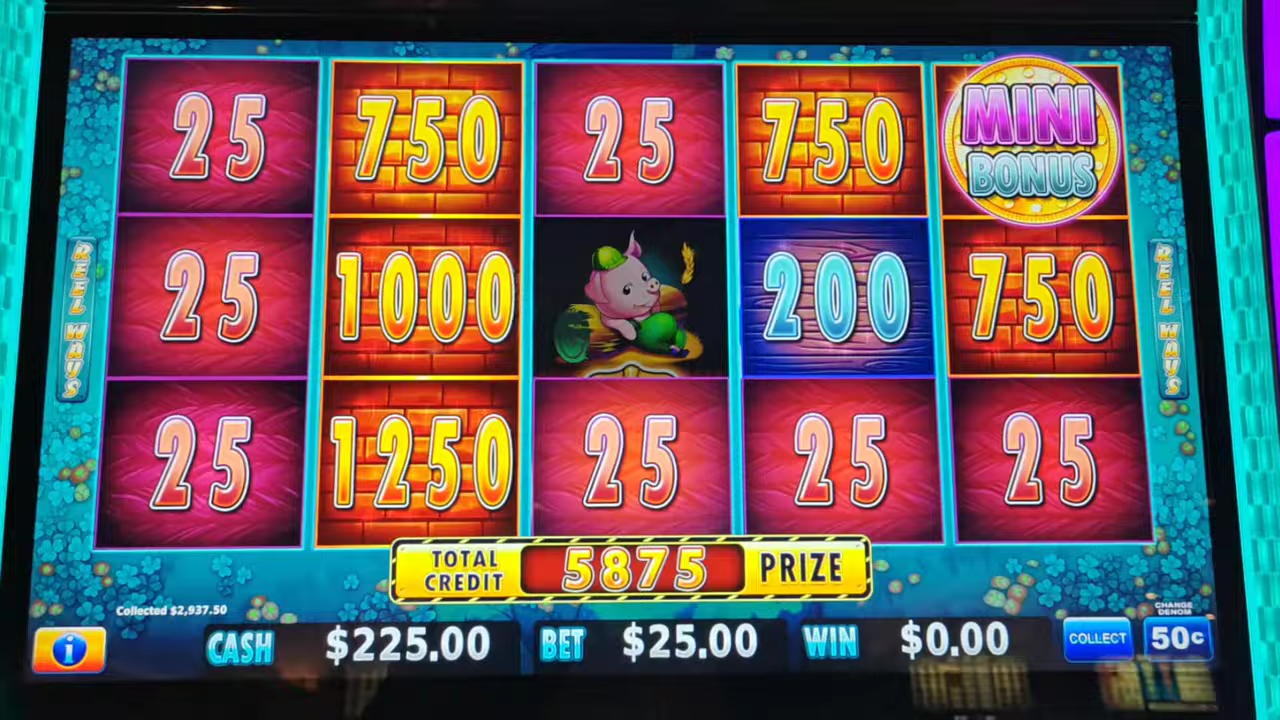 25 750 25 750 MINI
BONUS
25 1000 200 750
25 1250 25 25 25
REEL WAYS
REEL WAYS
TOTAL
CREDIT 5875 PRIZE
Collected $2,937.50
CASH $225.00 BET $25.00 WIN $0.00 COLLECT
CHANGE
DENOM
50¢